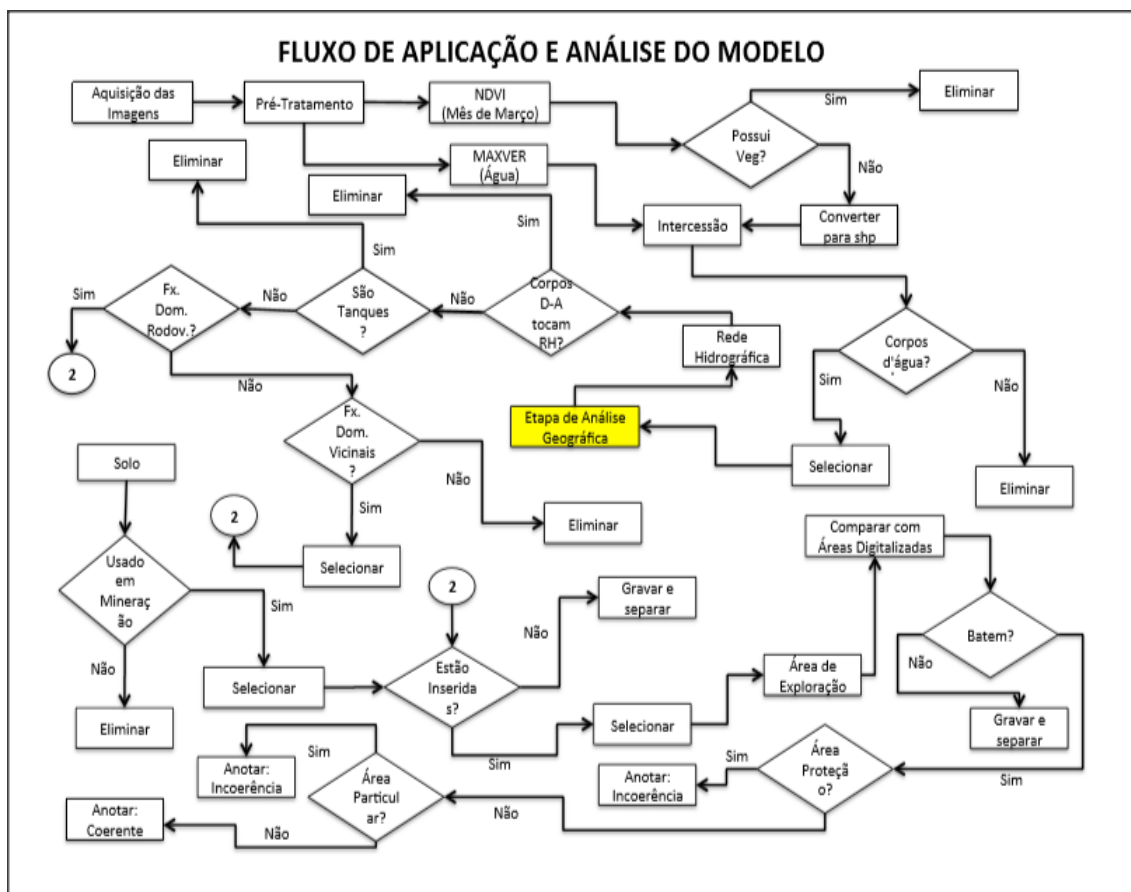 FLUXO DE APLICAÇÃO E ANÁLISE DO MODELO
Aquisição das
Imagens
Pré-Tratamento
NDVI
(Mês de Março)
Sim
Eliminar
Possui
Veg?
Não
MAXVER
(Água)
Eliminar
Eliminar
Sim
Intercessão
Converter
para shp
Sim
Corpos
D-A
tocam
RH?
Não
São
Tanques
?
Não
Fx.
Dom.
Rodov.?
Sim
2
Rede
Hidrográfica
Corpos
d'água?
Sim
Não
Etapa de Análise
Geográfica
Selecionar
Eliminar
Não
Fx.
Dom.
Vicinais
?
Não
Eliminar
Sim
Selecionar
2
Solo
Usado
em
Mineraç
ão
Sim
Não
Eliminar
Selecionar
2
Estão
Inserida
s?
Não
Gravar e
separar
Sim
Selecionar
Área de
Exploração
Comparar com
Áreas Digitalizadas
Batem?
Não
Gravar e
separar
Sim
Área
Proteçã
o?
Sim
Anotar:
Incoerência
Não
Área
Particul
ar?
Sim
Anotar:
Incoerência
Não
Anotar:
Coerente